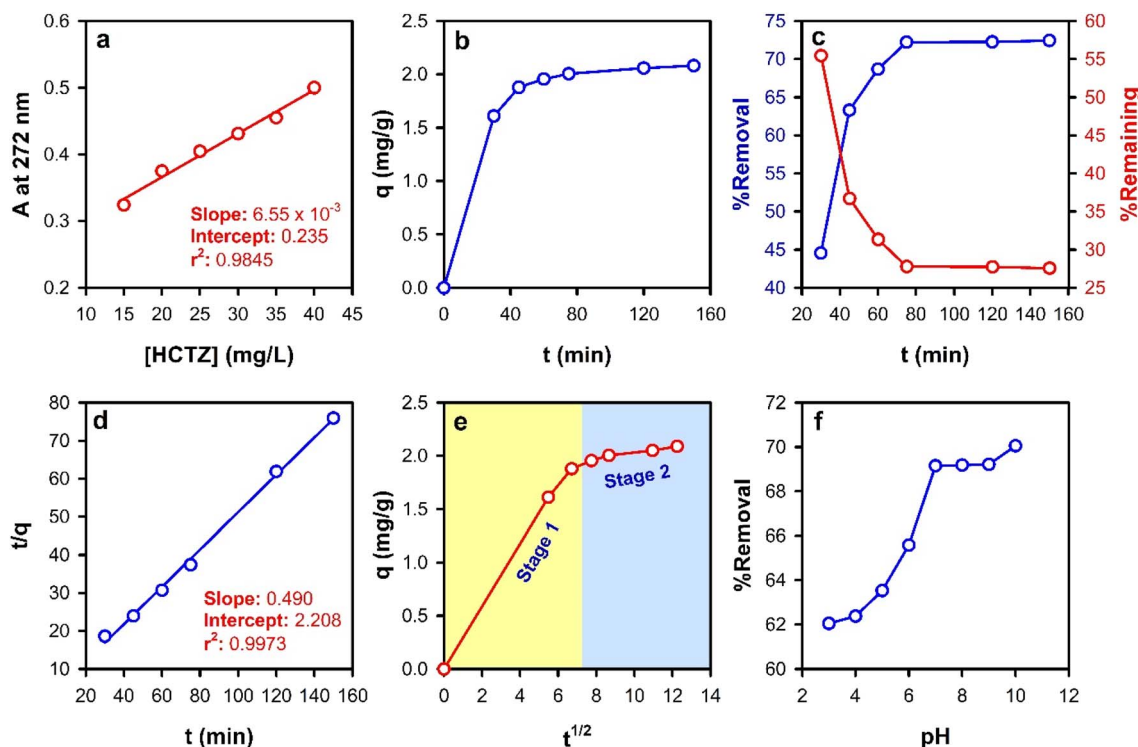 a
A at 272 nm
0.6
0.5
0.4
0.3
0.2
10 15 20 25 30 35 40 45
[HCTZ] (mg/L)
Slope: 6.55 x 10⁻³
Intercept: 0.235
r²: 0.9845
b
q (mg/g)
2.5
2.0
1.5
1.0
0.5
0.0
0 40 80 120 160
t (min)
c
%Removal
75
70
65
60
55
50
45
40
%Remaining
60
55
50
45
40
35
30
25
20 40 60 80 100 120 140 160
t (min)
d
t/q
80
70
60
50
40
30
20
10
20 40 60 80 100 120 140 160
t (min)
Slope: 0.490
Intercept: 2.208
r²: 0.9973
e
q (mg/g)
2.5
2.0
1.5
1.0
0.5
0.0
0 2 4 6 8 10 12 14
t¹/²
Stage 1
Stage 2
f
%Removal
72
70
68
66
64
62
60
2 4 6 8 10 12
pH